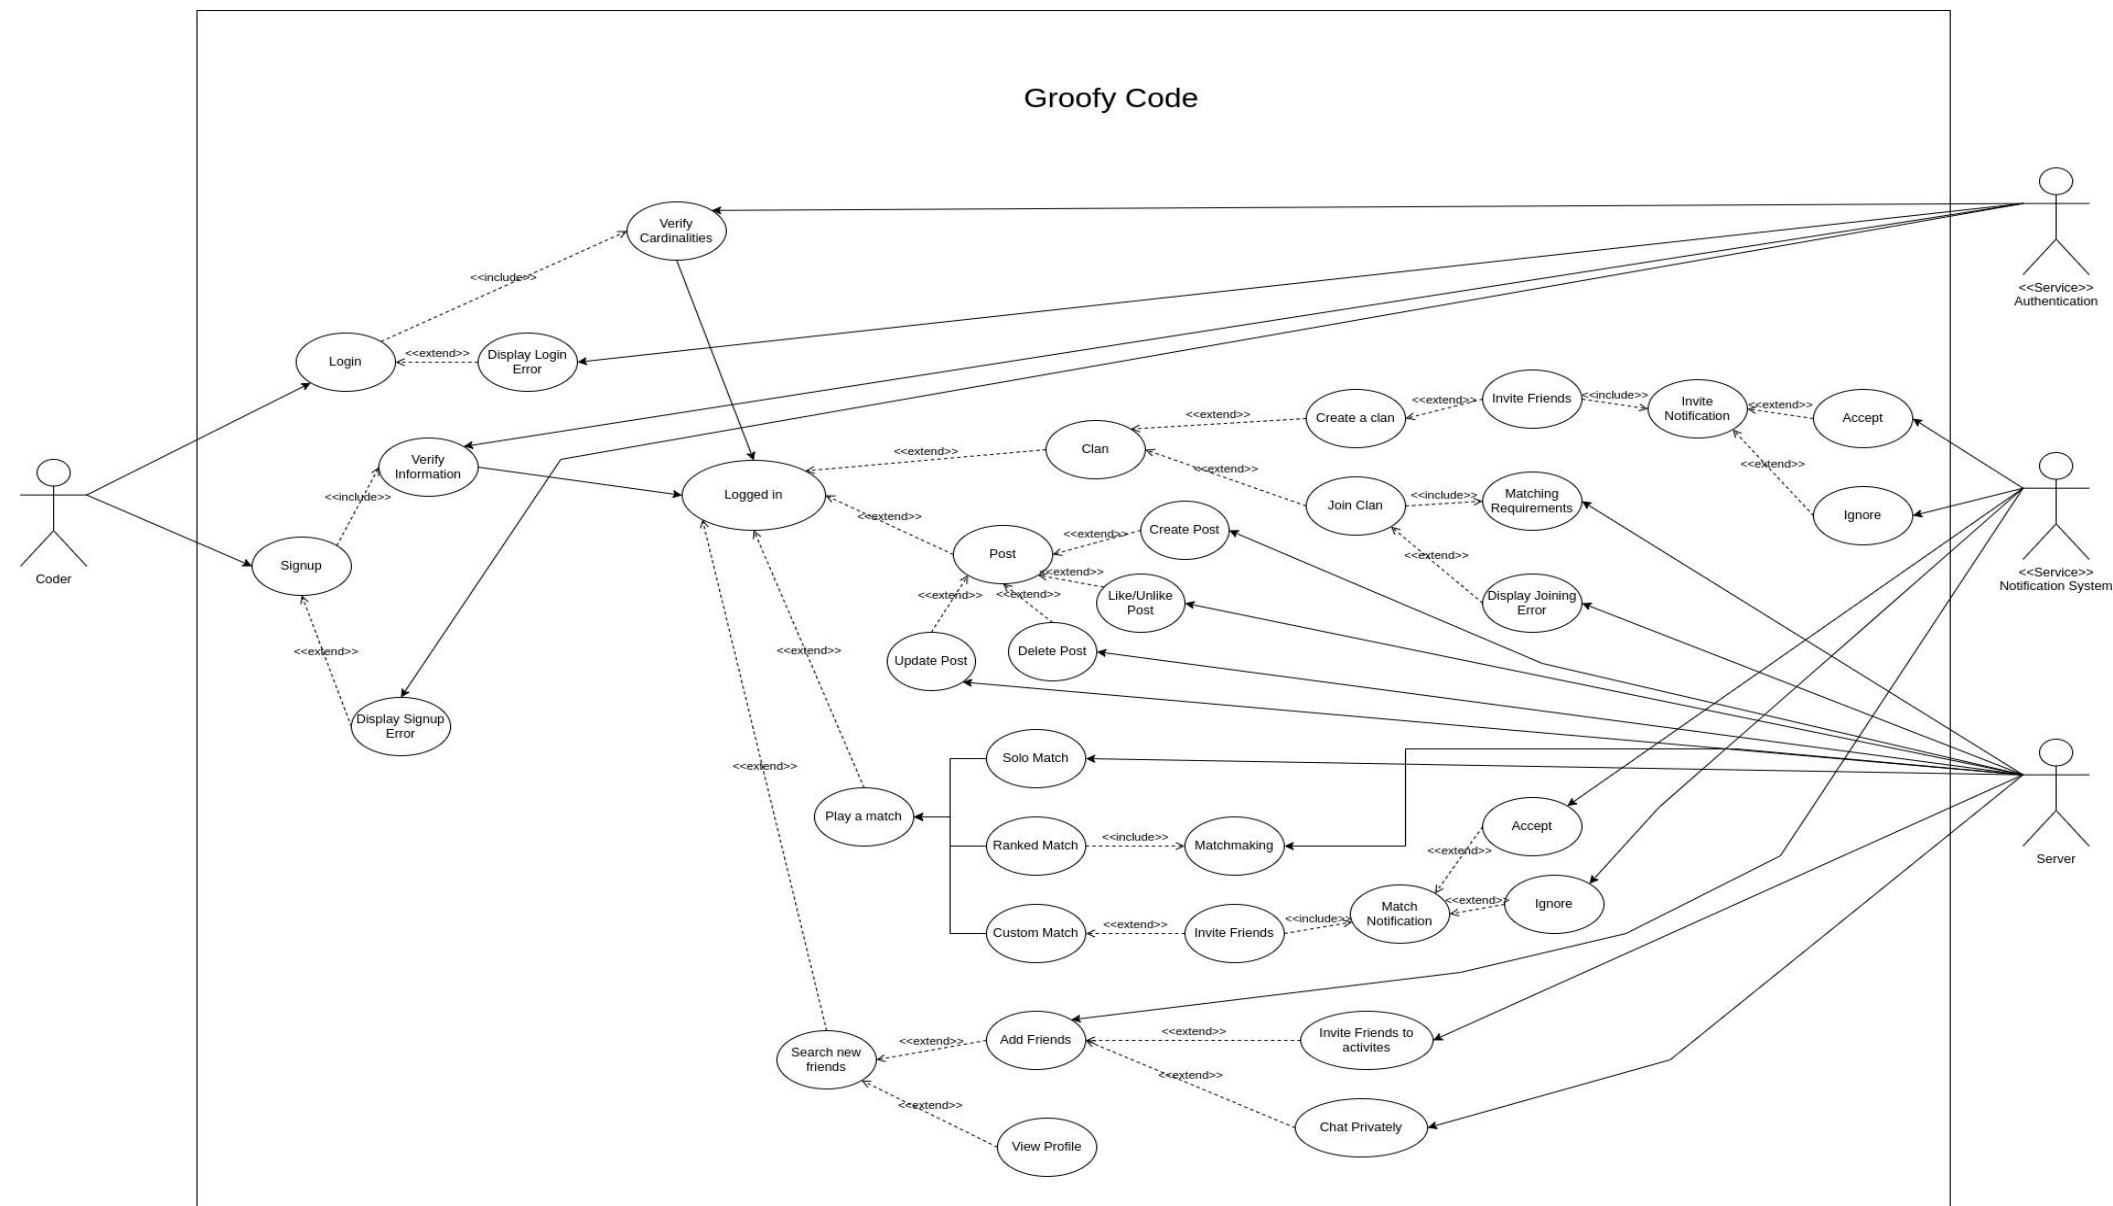 Groofy Code
Verify
Cardinalities
<<include>>
<<Service>>
Authentication
Login
<<extend>>
Display Login
Error
Verify
Information
<<include>>
Signup
<<extend>>
Display Signup
Error
Coder
Logged in
<<extend>>
Clan
<<extend>>
Create a clan
<<extend>>
Invite Friends
<<include>>
Invite
Notification
<<extend>>
Accept
<<extend>>
Ignore
<<extend>>
Join Clan
<<include>>
Matching
Requirements
<<extend>>
Display Joining
Error
<<Service>>
Notification System
<<extend>>
Post
<<extend>>
Create Post
<<extend>>
Like/Unlike
Post
<<extend>>
<<extend>>
Update Post
Delete Post
<<extend>>
<<extend>>
Play a match
Solo Match
Ranked Match
<<include>>
Matchmaking
Custom Match
<<extend>>
Invite Friends
<<include>>
Match
Notification
<<extend>>
Accept
<<extend>>
Ignore
Server
Search new
friends
<<extend>>
Add Friends
<<extend>>
Invite Friends to
activites
<<extend>>
Chat Privately
<<extend>>
View Profile